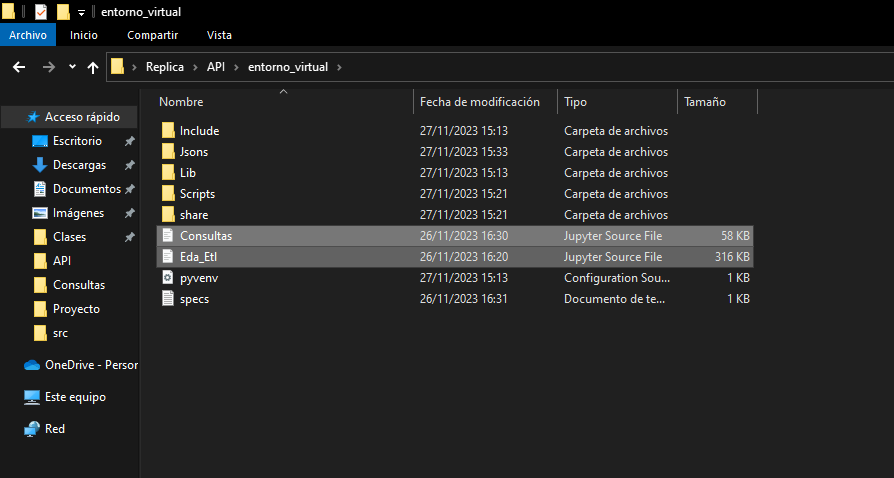 entorno_virtual
Archivo Inicio Compartir Vista
Replica API entorno_virtual
Acceso rápido
Escritorio
Descargas
Documentos
Imágenes
Clases
API
Consultas
Proyecto
src
OneDrive - Person
Este equipo
Red
Nombre Fecha de modificación Tipo Tamaño
Include 27/11/2023 15:13 Carpeta de archivos
Jsons 27/11/2023 15:33 Carpeta de archivos
Lib 27/11/2023 15:13 Carpeta de archivos
Scripts 27/11/2023 15:21 Carpeta de archivos
share 27/11/2023 15:21 Carpeta de archivos
Consultas 26/11/2023 16:30 Jupyter Source File 58 KB
Eda_Etl 26/11/2023 16:20 Jupyter Source File 316 KB
pyvenv 27/11/2023 15:13 Configuration Sou... 1 KB
specs 26/11/2023 16:31 Documento de te... 1 KB